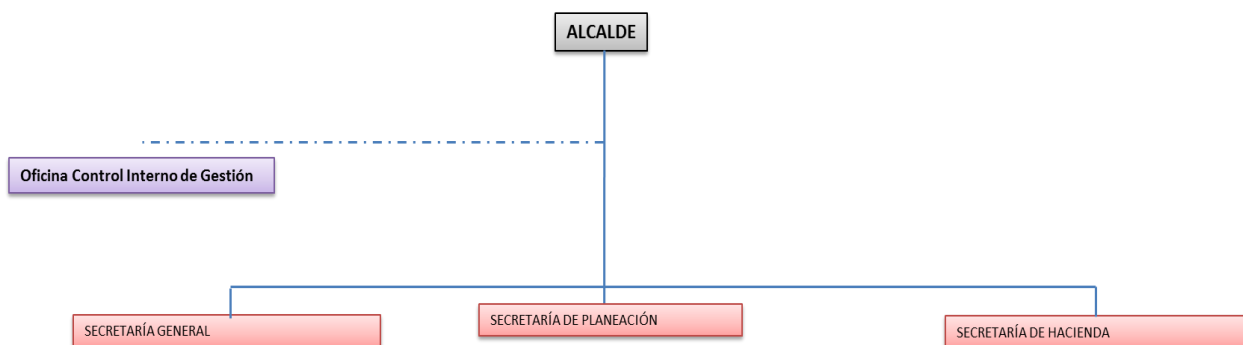 ALCALDE
Oficina Control Interno de Gestión
SECRETARÍA GENERAL
SECRETARÍA DE PLANEACIÓN
SECRETARÍA DE HACIENDA